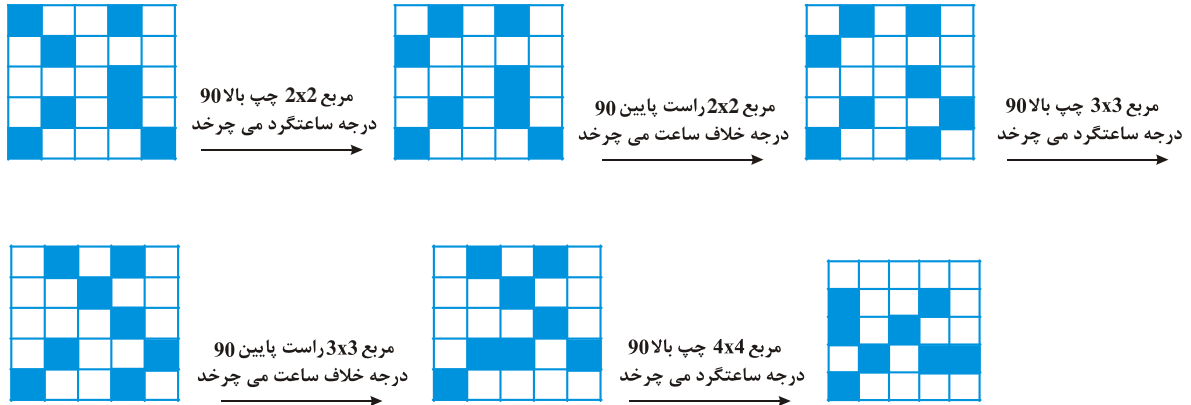 مربع 2x2 چپ بالا 90
درجه ساعتگرد می چرخد
مربع 2x2 راست پایین 90
درجه خلاف ساعت می چرخد
مربع 3x3 چپ بالا 90
درجه ساعتگرد می چرخد
مربع 3x3 راست پایین 90
درجه خلاف ساعت می چرخد
مربع 4x4 چپ بالا 90
درجه ساعتگرد می چرخد